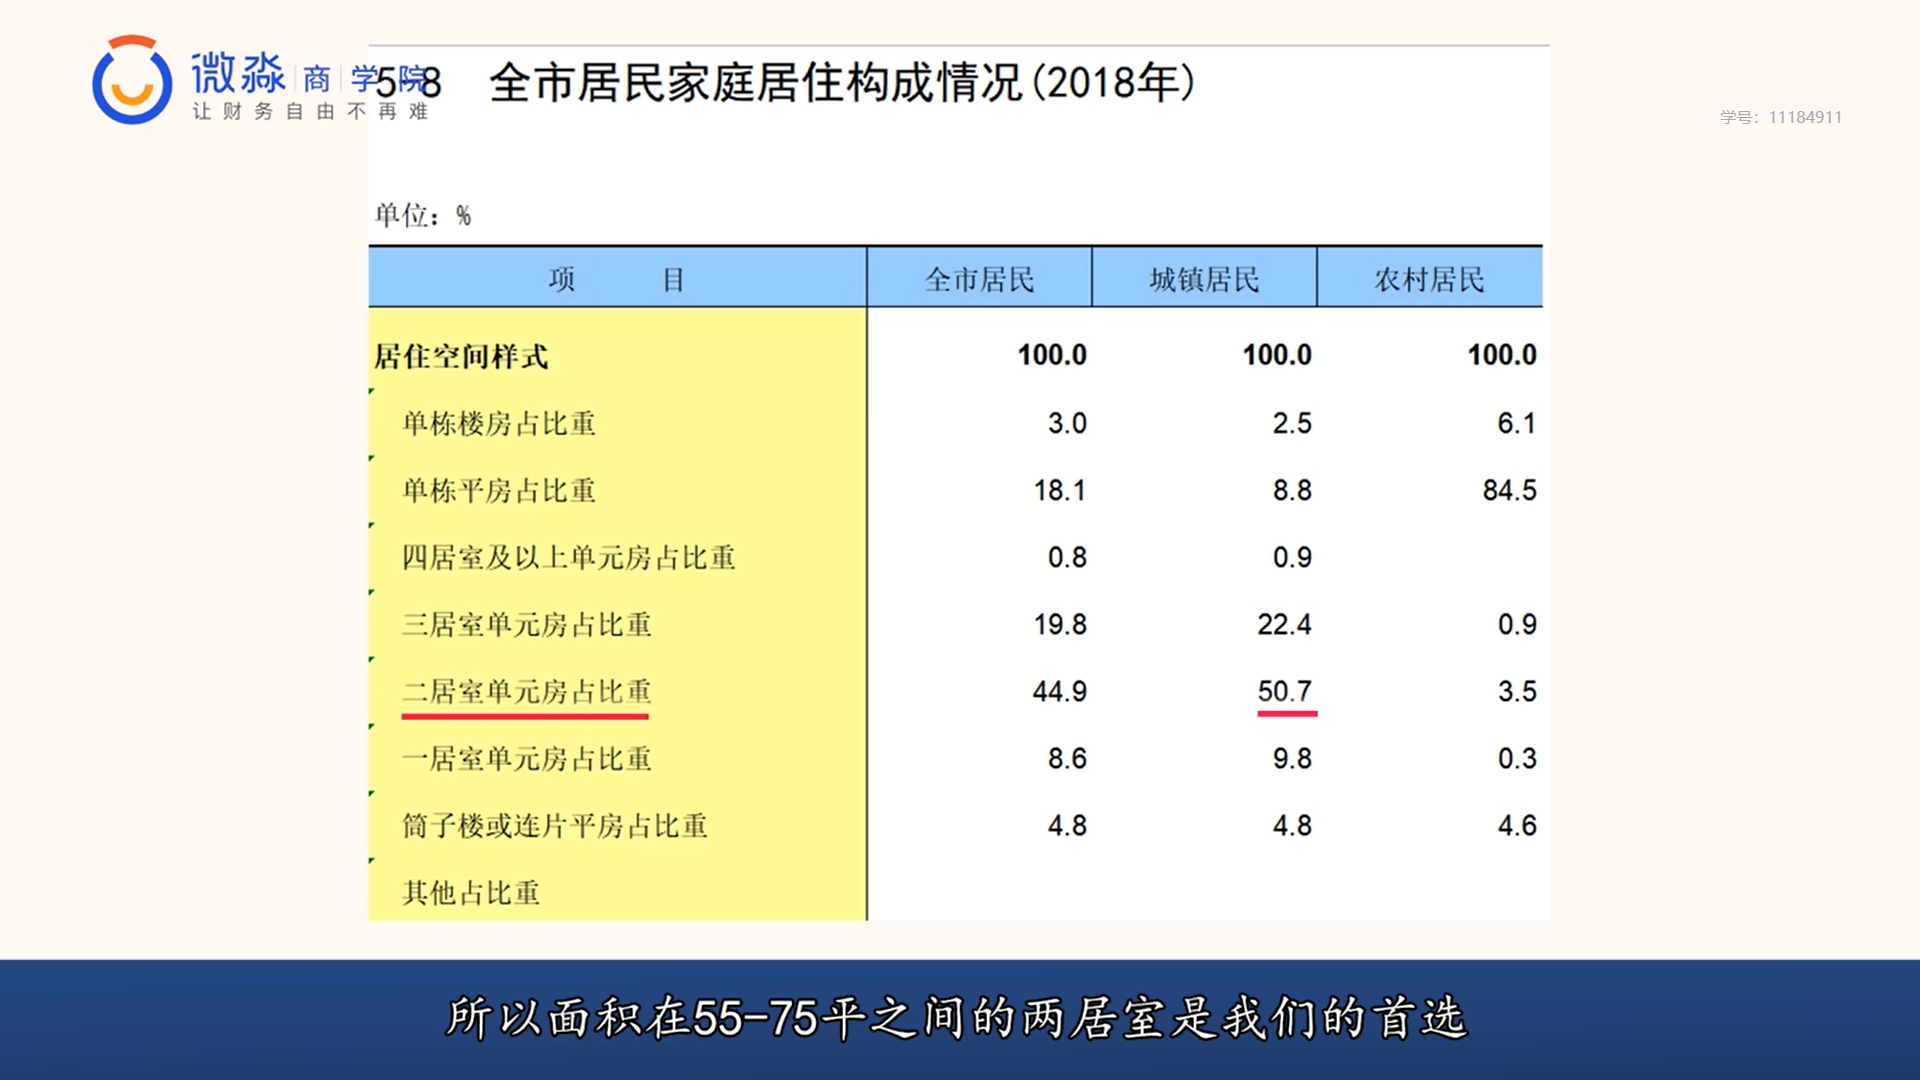 微淼 商 学 院
让财务自由不再难
5-8 全市居民家庭居住构成情况(2018年)
学号：11184911
单位：%
项 目 全市居民 城镇居民 农村居民
居住空间样式 100.0 100.0 100.0
单栋楼房占比重 3.0 2.5 6.1
单栋平房占比重 18.1 8.8 84.5
四居室及以上单元房占比重 0.8 0.9
三居室单元房占比重 19.8 22.4 0.9
二居室单元房占比重 44.9 50.7 3.5
一居室单元房占比重 8.6 9.8 0.3
筒子楼或连片平房占比重 4.8 4.8 4.6
其他占比重
所以面积在55-75平之间的两居室是我们的首选